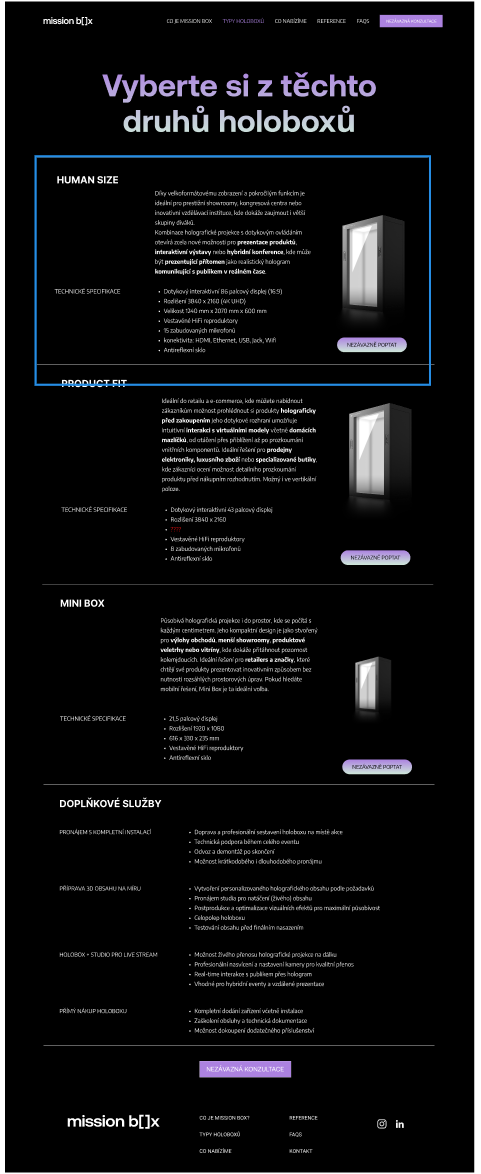 mission b[]x
CO JE MISSION BOX
TYPY HOLOBOXŮ
CO NABÍZÍME
REFERENCE
FAQS
NEZÁVAZNÁ KONZULTACE
Vyberte si z těchto
druhů holoboxů
HUMAN SIZE
Díky velkoformátovému zobrazení a pokročilým funkcím je
ideální pro prestižní showroomy, kongresová centra nebo
inovativní vzdělávací instituce, kde dokáže zaujmout i větší
skupiny diváků.
Kombinace holografické projekce s dotykovým ovládáním
otevírá zcela nové možnosti pro prezentace produktů,
interaktivní výstavy nebo hybridní konference, kde může
být prezentující přítomen jako realistický hologram
komunikující s publikem v reálném čase.
TECHNICKÉ SPECIFIKACE
• Dotykový interaktivní 86 palcový displej (16:9)
• Rozlišení 3840 x 2160 (4K UHD)
• Velikost 1240 mm x 2070 mm x 600 mm
• Vestavěné HiFi reproduktory
• 15 zabudovaných mikrofonů
• konektivita: HDMI, Ethernet, USB, Jack, Wifi
• Antireflexní sklo
NEZÁVAZNĚ POPTAT
PRODUCT FIT
Ideální do retailu a e-commerce, kde můžete nabídnout
zákazníkům možnost prohlédnout si produkty holograficky
před zakoupením jeho dotykové rozhraní umožňuje
intuitivní interakci s virtuálními modely včetně domácích
mazlíčků, od otáčení přes přiblížení až po prozkoumání
vnitřních komponentů. Ideální řešení pro prodejny
elektroniky, luxusního zboží nebo specializované butiky,
kde zákazníci ocení možnost detailního prozkoumání
produktu před nákupním rozhodnutím. Možný i ve vertikální
poloze.
TECHNICKÉ SPECIFIKACE
• Dotykový interaktivní 43 palcový displej
• Rozlišení 3840 x 2160
• ????
• Vestavěné HiFi reproduktory
• 8 zabudovaných mikrofonů
• Antireflexní sklo
NEZÁVAZNĚ POPTAT
MINI BOX
Působivá holografická projekce i do prostor, kde se počítá s
každým centimetrem. Jeho kompaktní design je jako stvořený
pro výlohy obchodů, menší showroomy, produktové
veletrhy nebo vitríny, kde dokáže přitáhnout pozornost
kolemjdoucích. Ideální řešení pro retailers a značky, které
chtějí své produkty prezentovat inovativním způsobem bez
nutnosti rozsáhlých prostorových úprav. Pokud hledáte
mobilní řešení, Mini Box je ta ideální volba.
TECHNICKÉ SPECIFIKACE
• 21,5 palcový displej
• Rozlišení 1920 x 1080
• 616 x 330 x 235 mm
• Vestavěné HiFi reproduktory
• Antireflexní sklo
NEZÁVAZNĚ POPTAT
DOPLŇKOVÉ SLUŽBY
PRONÁJEM S KOMPLETNÍ INSTALACÍ
• Doprava a profesionální sestavení holoboxu na místě akce
• Technická podpora během celého eventu
• Odvoz a demontáž po skončení
• Možnost krátkodobého i dlouhodobého pronájmu
PŘÍPRAVA 3D OBSAHU NA MÍRU
• Vytvoření personalizovaného holografického obsahu podle požadavků
• Pronájem studia pro natáčení (živého) obsahu
• Postprodukce a optimalizace vizuálních efektů pro maximální působivost
• Celopolep holoboxu
• Testování obsahu před finálním nasazením
HOLOBOX + STUDIO PRO LIVE STREAM
• Možnost živého přenosu holografické projekce na dálku
• Profesionální nasvícení a nastavení kamery pro kvalitní přenos
• Real-time interakce s publikem přes hologram
• Vhodné pro hybridní eventy a vzdálené prezentace
PŘÍMÝ NÁKUP HOLOBOXU
• Kompletní dodání zařízení včetně instalace
• Zaškolení obsluhy a technická dokumentace
• Možnost dokoupení dodatečného příslušenství
NEZÁVAZNÁ KONZULTACE
mission b[]x
CO JE MISSION BOX?
REFERENCE
TYPY HOLOBOXŮ
FAQS
CO NABÍZÍME
KONTAKT